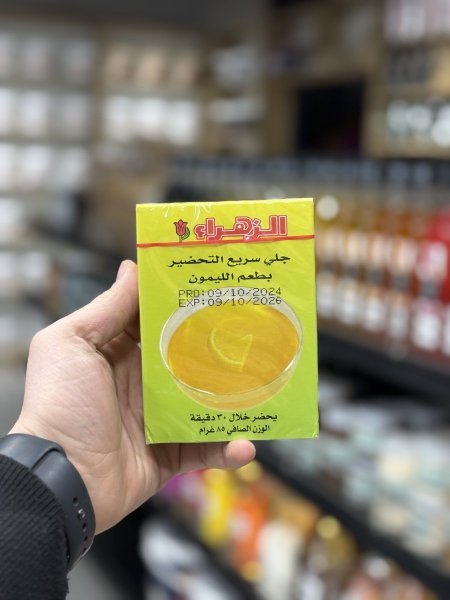 الزهراء
جلي سريع التحضير
بطعم الليمون
PRO:09/10/2024
EXP:09/10/2026
يحضر خلال ٣٠ دقيقة
الوزن الصافي ٨٥ غرام